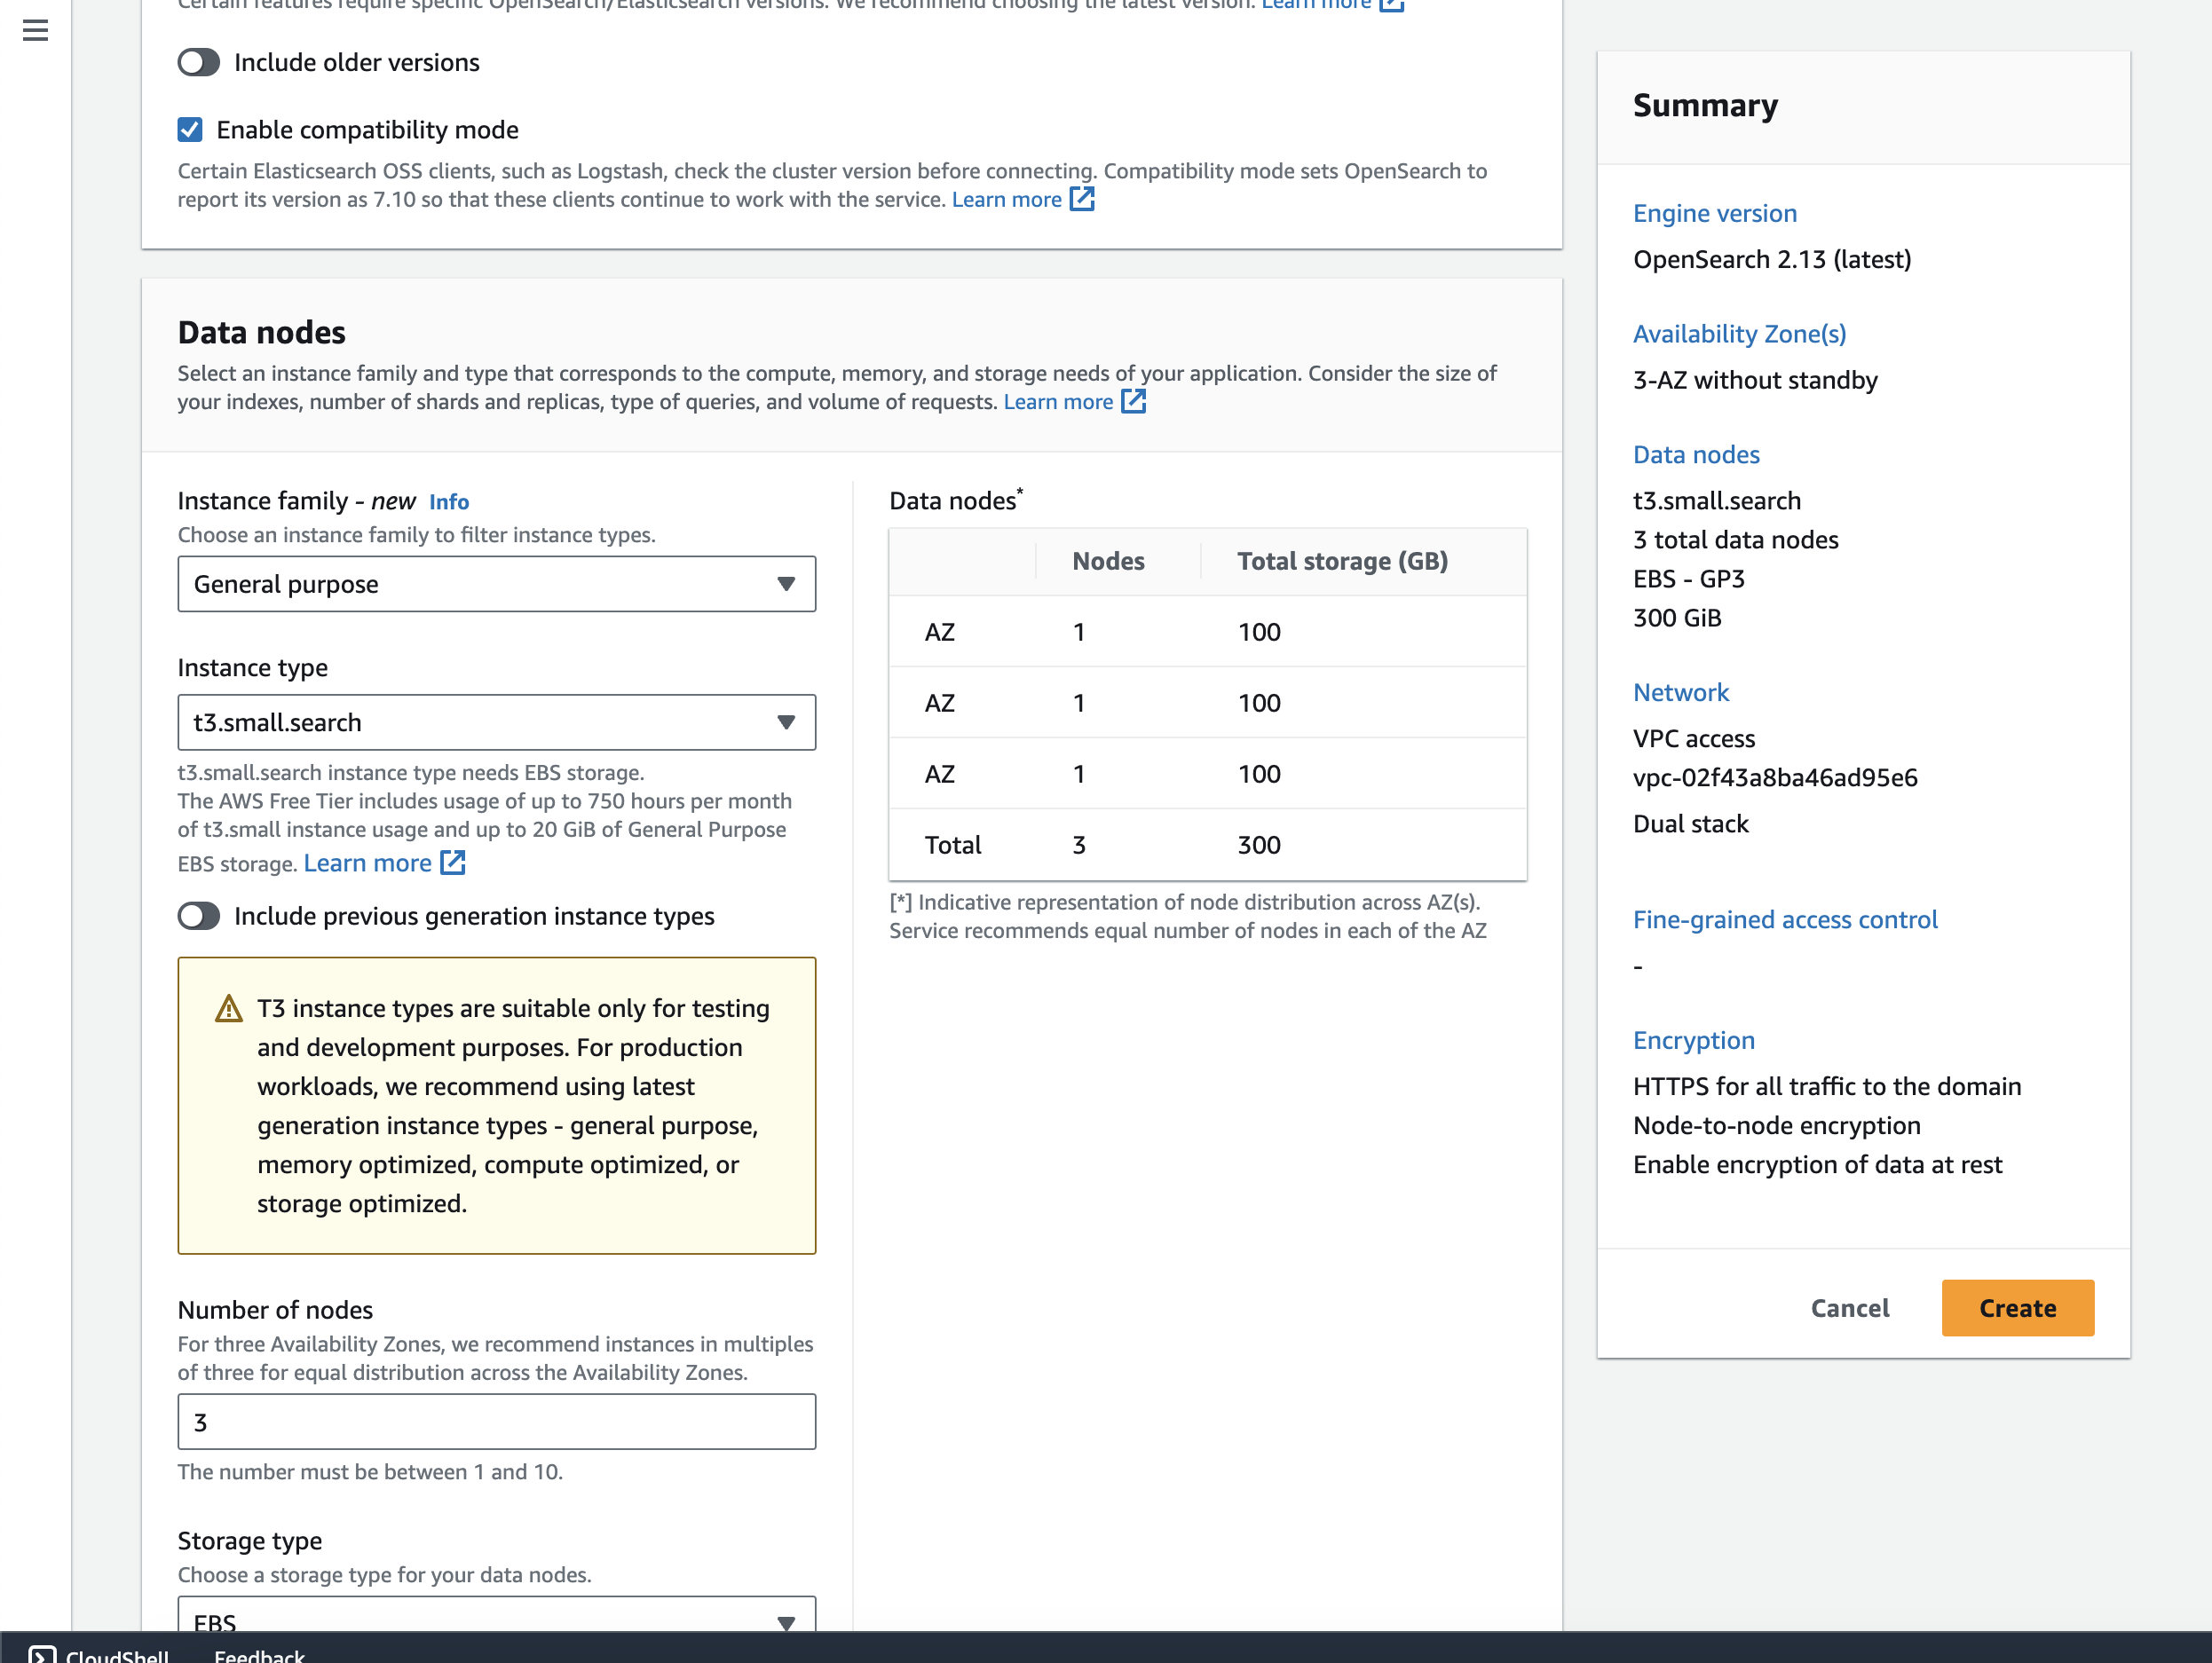 Certain features require specific OpenSearch/Elasticsearch versions. We recommend choosing the latest version. Learn more
Include older versions
Enable compatibility mode
Certain Elasticsearch OSS clients, such as Logstash, check the cluster version before connecting. Compatibility mode sets OpenSearch to
report its version as 7.10 so that these clients continue to work with the service. Learn more
Data nodes
Select an instance family and type that corresponds to the compute, memory, and storage needs of your application. Consider the size of
your indexes, number of shards and replicas, type of queries, and volume of requests. Learn more
Instance family - new Info
Choose an instance family to filter instance types.
General purpose
Instance type
t3.small.search
t3.small.search instance type needs EBS storage.
The AWS Free Tier includes usage of up to 750 hours per month
of t3.small instance usage and up to 20 GiB of General Purpose
EBS storage. Learn more
Include previous generation instance types
T3 instance types are suitable only for testing
and development purposes. For production
workloads, we recommend using latest
generation instance types - general purpose,
memory optimized, compute optimized, or
storage optimized.
Number of nodes
For three Availability Zones, we recommend instances in multiples
of three for equal distribution across the Availability Zones.
3
The number must be between 1 and 10.
Storage type
Choose a storage type for your data nodes.
EBS
Data nodes*
Nodes Total storage (GB)
AZ 1 100
AZ 1 100
AZ 1 100
Total 3 300
[*] Indicative representation of node distribution across AZ(s).
Service recommends equal number of nodes in each of the AZ
Summary
Engine version
OpenSearch 2.13 (latest)
Availability Zone(s)
3-AZ without standby
Data nodes
t3.small.search
3 total data nodes
EBS - GP3
300 GiB
Network
VPC access
vpc-02f43a8ba46ad95e6
Dual stack
Fine-grained access control
-
Encryption
HTTPS for all traffic to the domain
Node-to-node encryption
Enable encryption of data at rest
Cancel Create
CloudShell Feedback